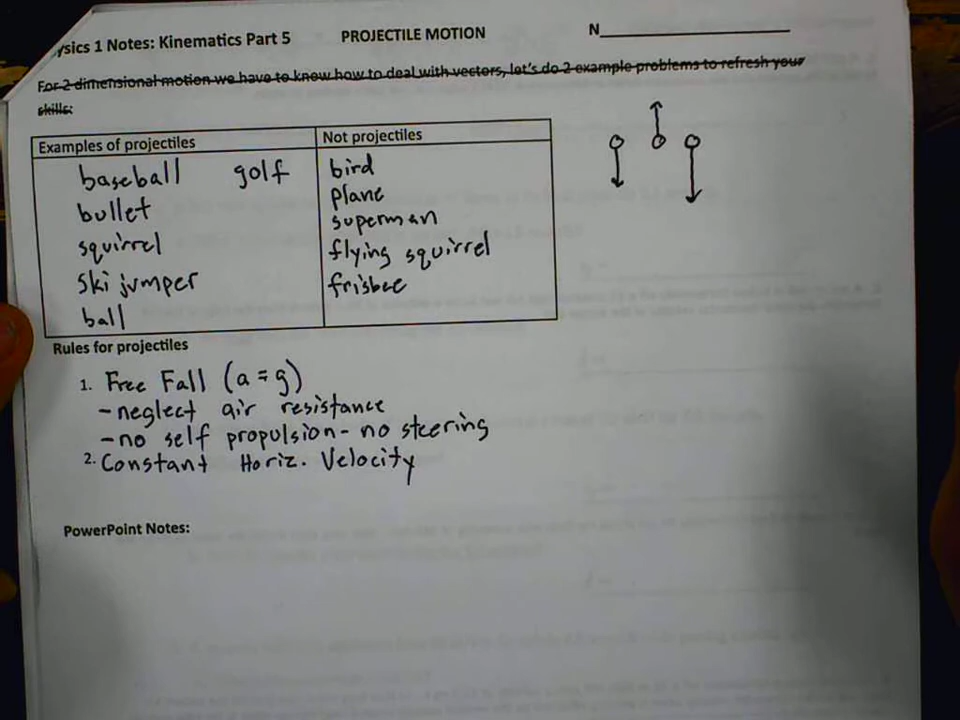 ysics 1 Notes: Kinematics Part 5 PROJECTILE MOTION N
For 2 dimensional motion we have to know how to deal with vectors, let's do 2 example problems to refresh your
skills:
Examples of projectiles Not projectiles
baseball golf bird
bullet plane
squirrel superman
ski jumper flying squirrel
ball frisbee
Rules for projectiles
1. Free Fall (a = g)
- neglect air resistance
- no self propulsion - no steering
2. Constant Horiz. Velocity
PowerPoint Notes: